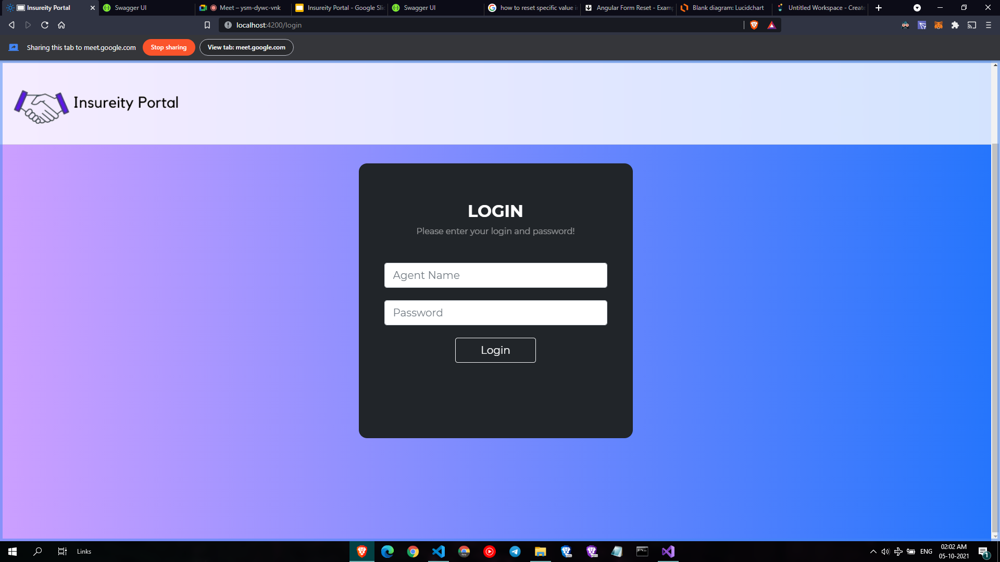 Insureity Portal
Swagger UI
Meet – ysm-dywc-vnk
Insureity Portal - Google Slic
Swagger UI
how to reset specific value i
Angular Form Reset - Examp
Blank diagram: Lucidchart
Untitled Workspace - Create
localhost:4200/login
Sharing this tab to meet.google.com
Stop sharing
View tab: meet.google.com
Insureity Portal
LOGIN
Please enter your login and password!
Agent Name
Password
Login
Links
ENG
02:02 AM
05-10-2021
1